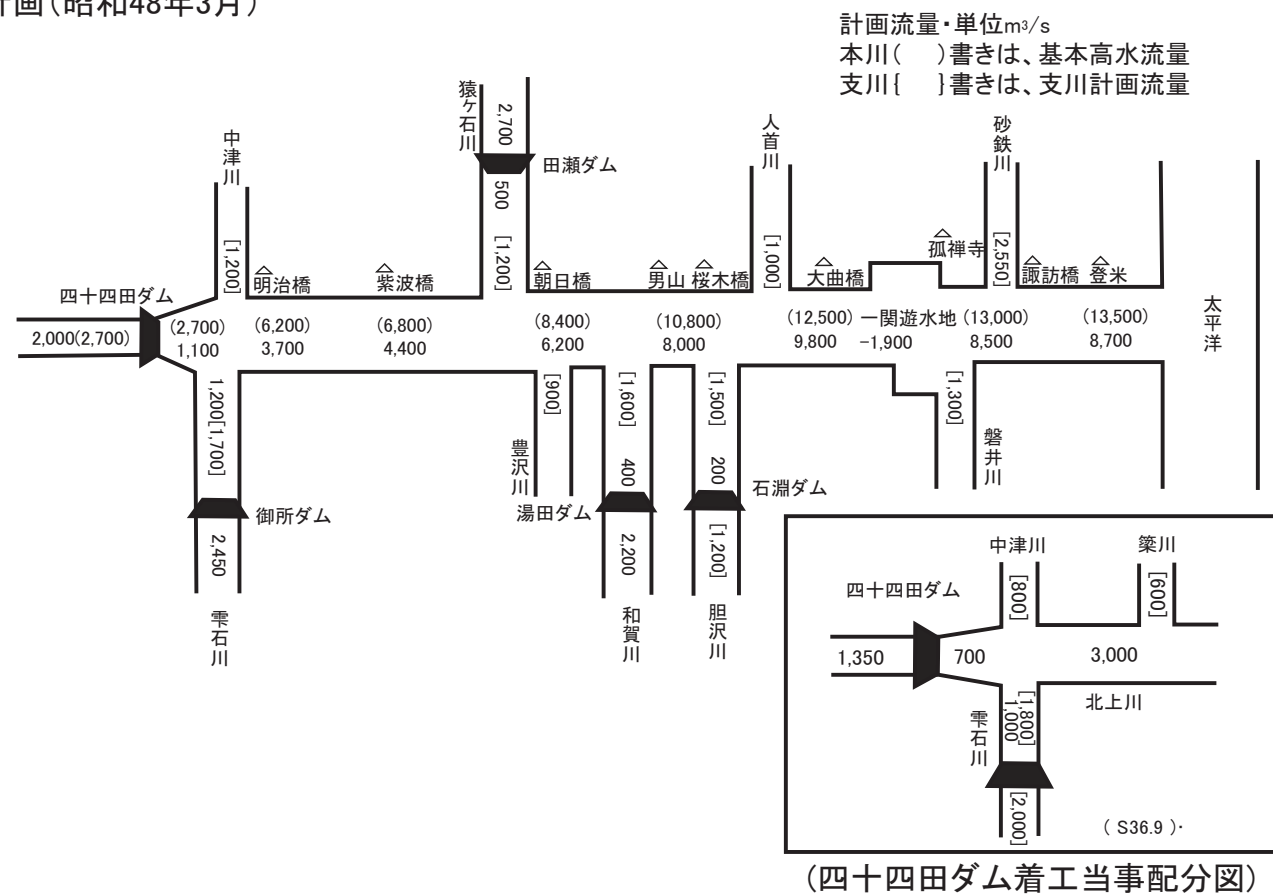 計画(昭和48年3月)
計画流量・単位m³/s
本川(　)書きは、基本高水流量
支川{　}書きは、支川計画流量
猿ヶ石川
2,700
田瀬ダム
500
[1,200]
中津川
[1,200]
人首川
[1,000]
砂鉄川
[2,550]
四十四田ダム
△明治橋
△紫波橋
△朝日橋
△男山
△桜木橋
△大曲橋
△孤禅寺
△諏訪橋
△登米
太平洋
2,000(2,700)
(2,700)
1,100
(6,200)
3,700
(6,800)
4,400
(8,400)
6,200
(10,800)
8,000
(12,500)
9,800
一関遊水地
-1,900
(13,000)
8,500
(13,500)
8,700
1,200[1,700]
御所ダム
2,450
雫石川
[900]
豊沢川
[1,600]
400
湯田ダム
2,200
和賀川
[1,500]
200
石淵ダム
[1,200]
胆沢川
[1,300]
磐井川
中津川
簗川
四十四田ダム
[800]
[600]
1,350
700
3,000
北上川
[1,800]
1,000
雫石川
[2,000]
( S36.9 )・
(四十四田ダム着工当事配分図)